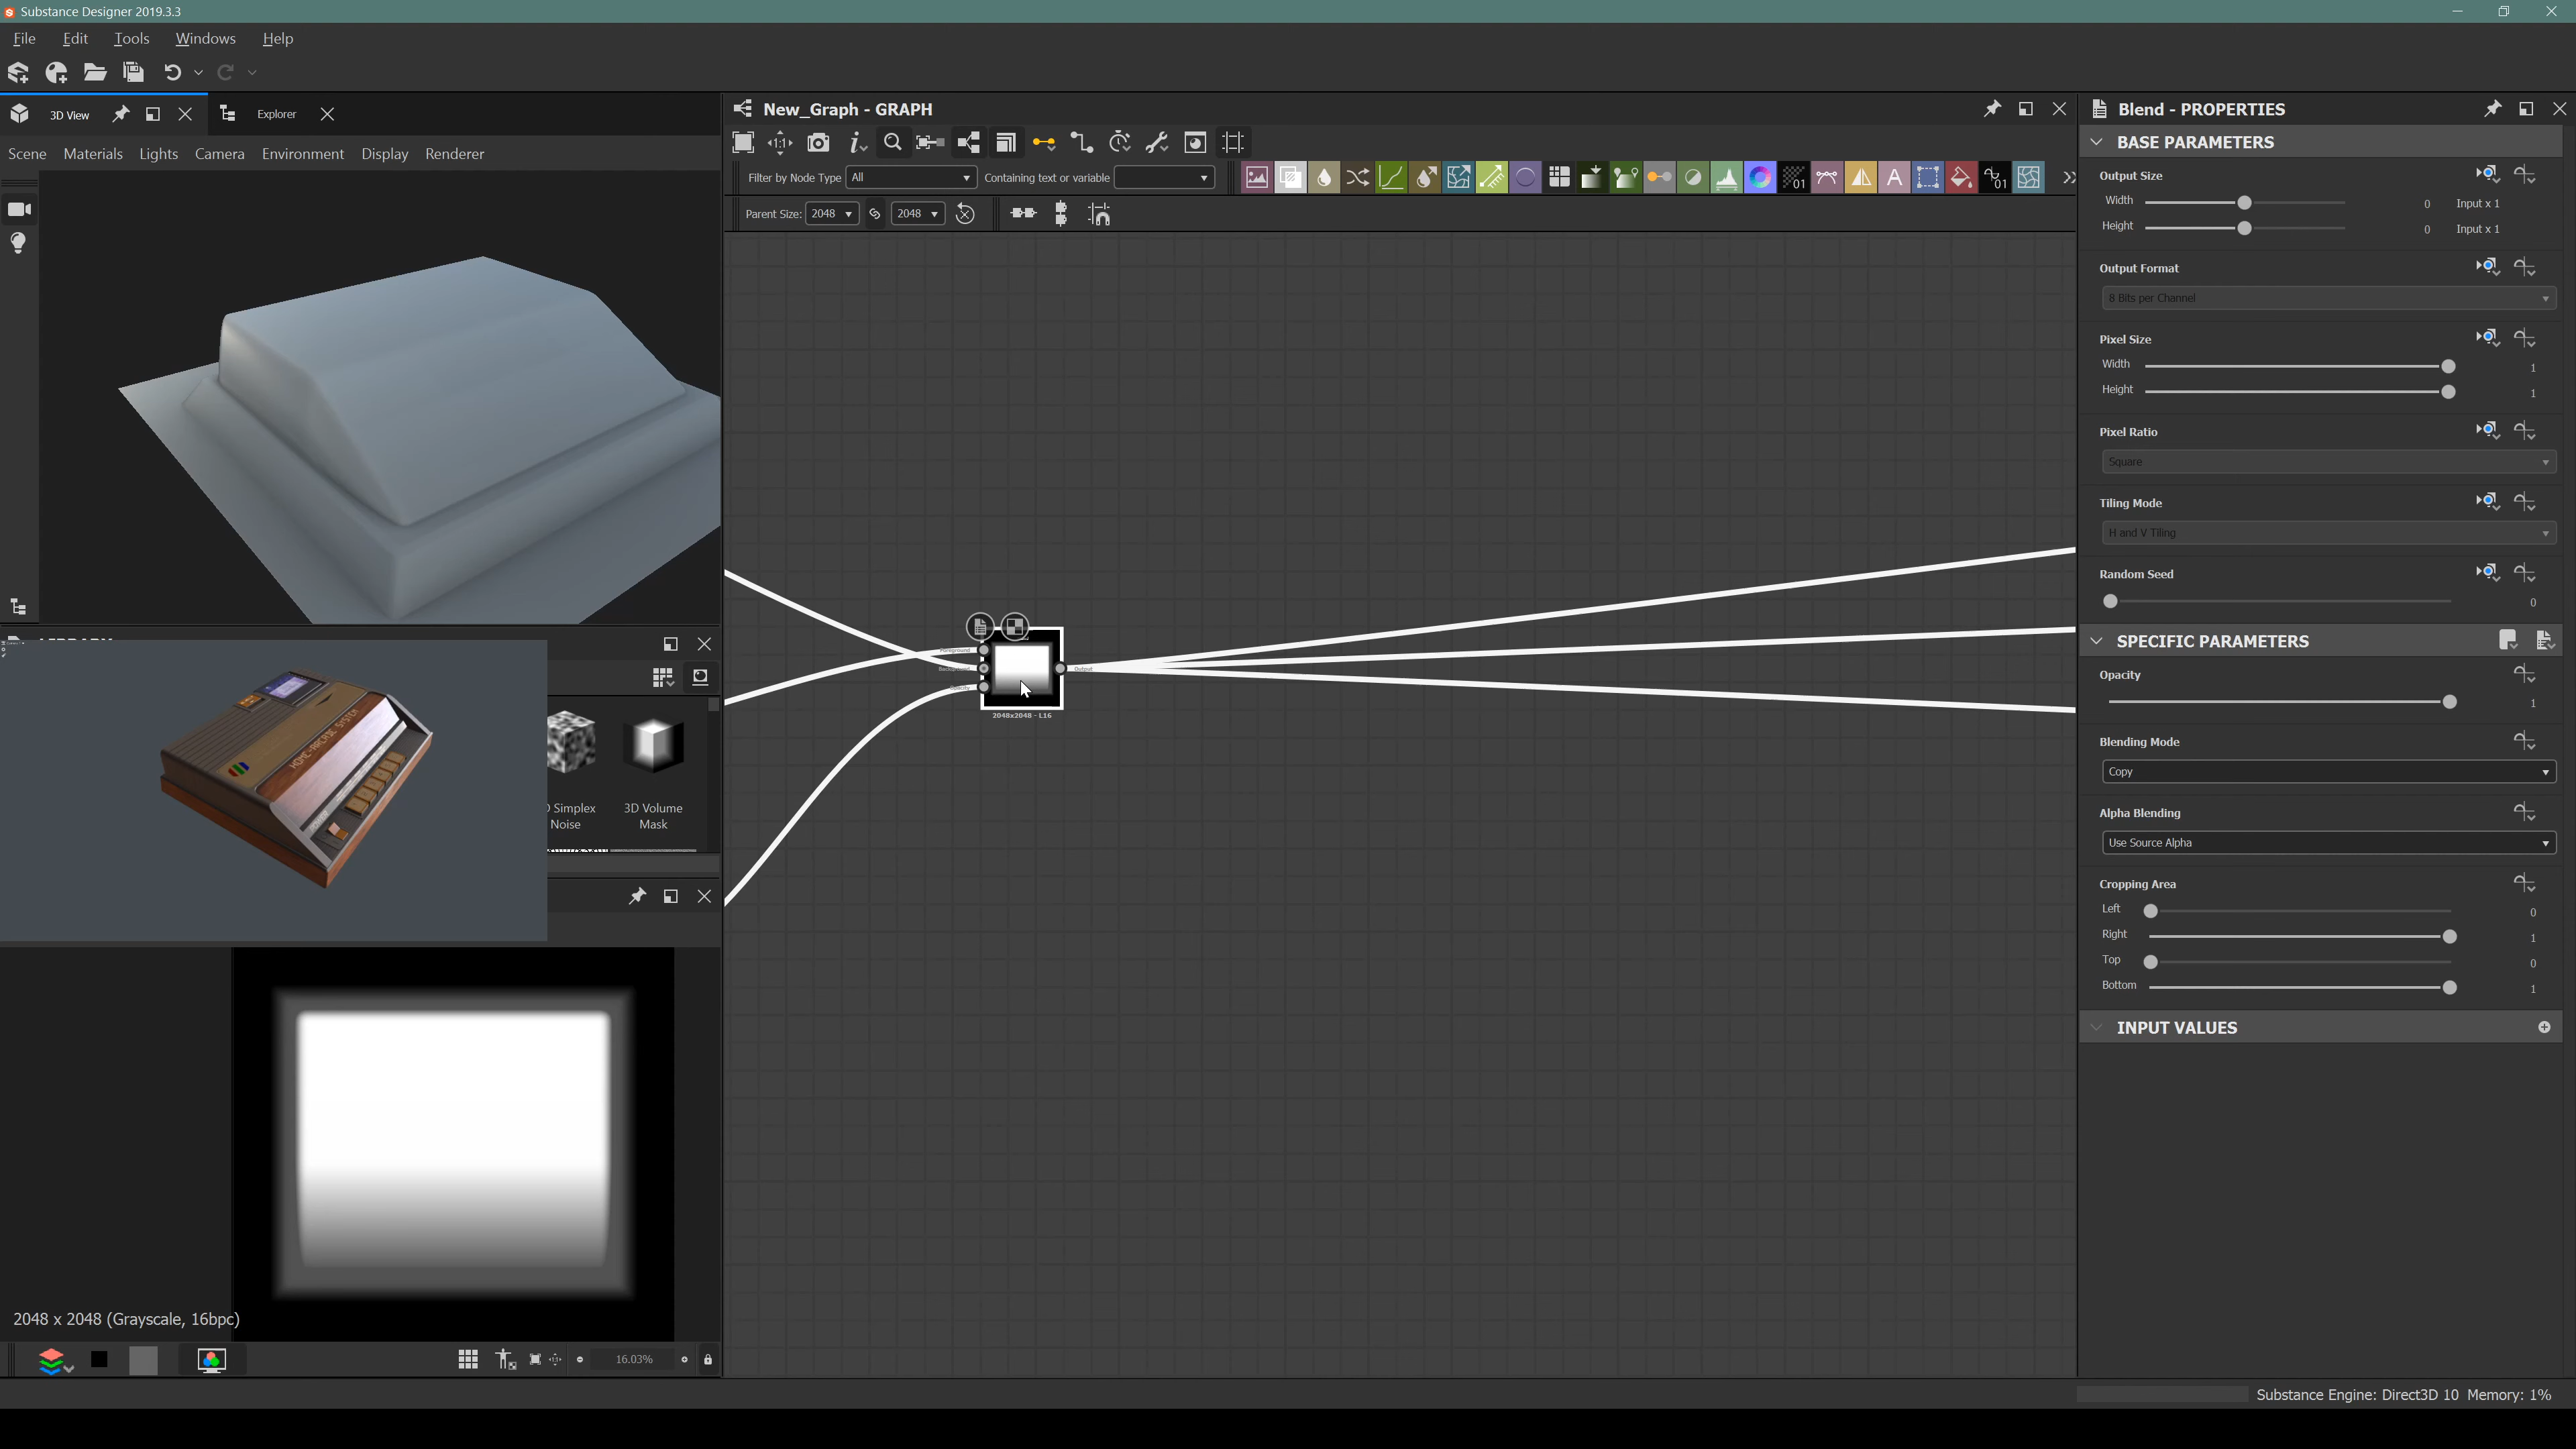 Substance Designer 2019.3.3
File Edit Tools Windows Help
3D View
Explorer
Scene Materials Lights Camera Environment Display Renderer
New_Graph - GRAPH
Filter by Node Type All Containing text or variable
Parent Size: 2048 2048
Foreground
Output
2048x2048 - L16
HOME-ARCADE SYSTEM
3D Volume
Mask
Simplex
Noise
2048 x 2048 (Grayscale, 16bpc)
16.03%
Blend - PROPERTIES
BASE PARAMETERS
Output Size
Width 0 Input x 1
Height 0 Input x 1
Output Format
8 Bits per Channel
Pixel Size
Width 1
Height 1
Pixel Ratio
Square
Tiling Mode
H and V Tiling
Random Seed
0
SPECIFIC PARAMETERS
Opacity
1
Blending Mode
Copy
Alpha Blending
Use Source Alpha
Cropping Area
Left 0
Right 1
Top 0
Bottom 1
INPUT VALUES
Substance Engine: Direct3D 10 Memory: 1%